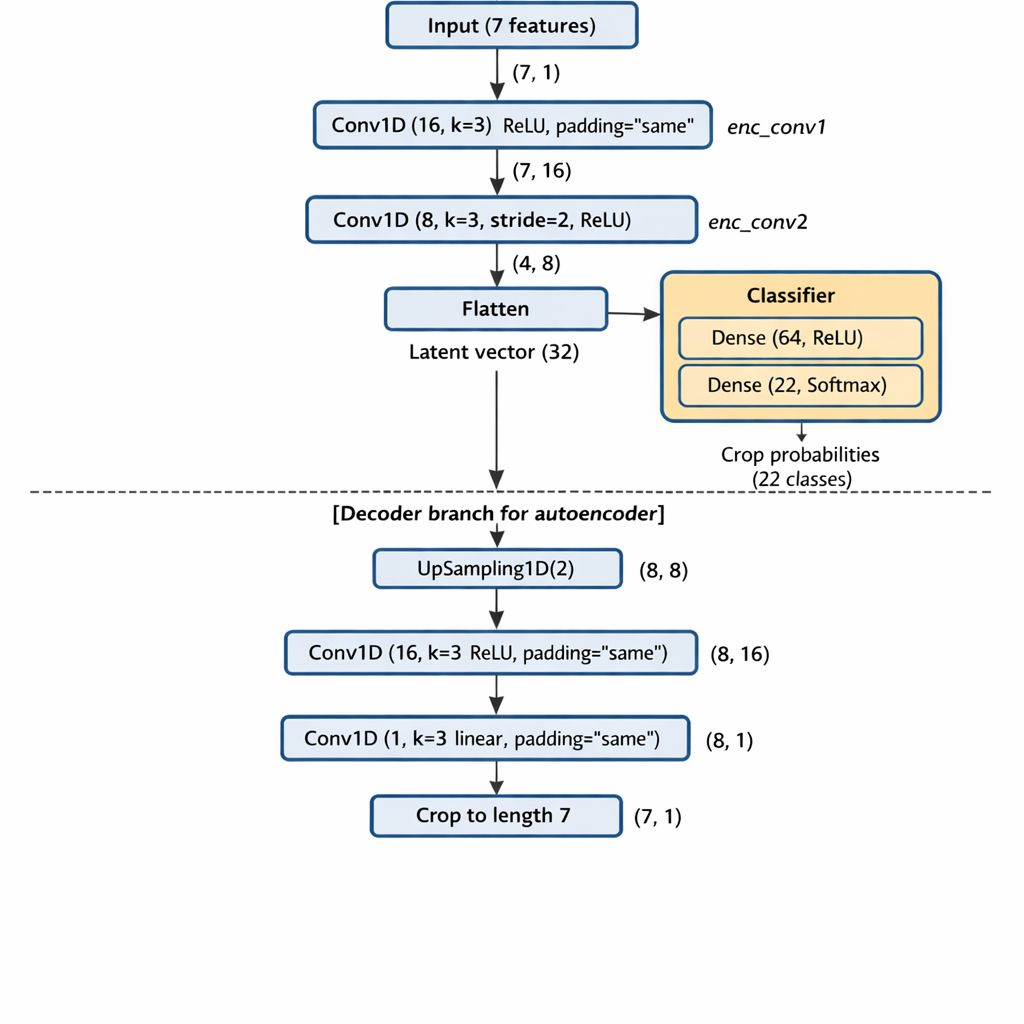 Input (7 features)
(7, 1)
Conv1D (16, k=3) ReLU, padding="same"
enc_conv1
(7, 16)
Conv1D (8, k=3, stride=2, ReLU)
enc_conv2
(4, 8)
Flatten
Latent vector (32)
Classifier
Dense (64, ReLU)
Dense (22, Softmax)
Crop probabilities
(22 classes)
[Decoder branch for autoencoder]
UpSampling1D(2)
(8, 8)
Conv1D (16, k=3 ReLU, padding="same")
(8, 16)
Conv1D (1, k=3 linear, padding="same")
(8, 1)
Crop to length 7
(7, 1)